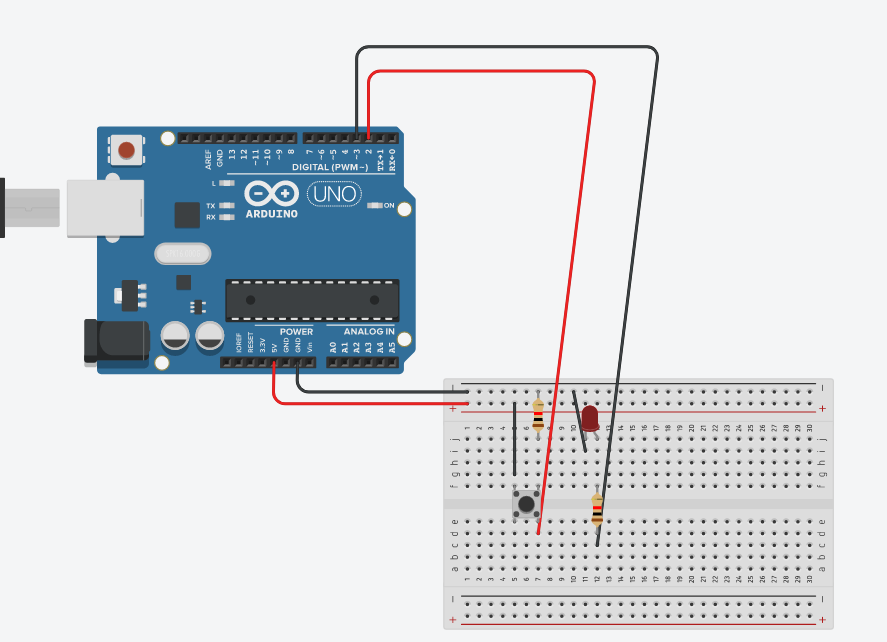 AREF
GND
13
12
~11
~10
~9
8
7
~6
~5
4
~3
2
TX→1
RX←0
DIGITAL (PWM~)
L
TX
RX
ARDUINO
UNO
ON
POWER
ANALOG IN
IOREF
RESET
3.3V
5V
GND
GND
Vin
A0
A1
A2
A3
A4
A5
− −
+ +
1 2 3 4 5 6 7 8 9 10 11 12 13 14 15 16 17 18 19 20 21 22 23 24 25 26 27 28 29 30
j j
i i
h h
g g
f f
e e
d d
c c
b b
a a
1 2 3 4 5 6 7 8 9 10 11 12 13 14 15 16 17 18 19 20 21 22 23 24 25 26 27 28 29 30
− −
+ +